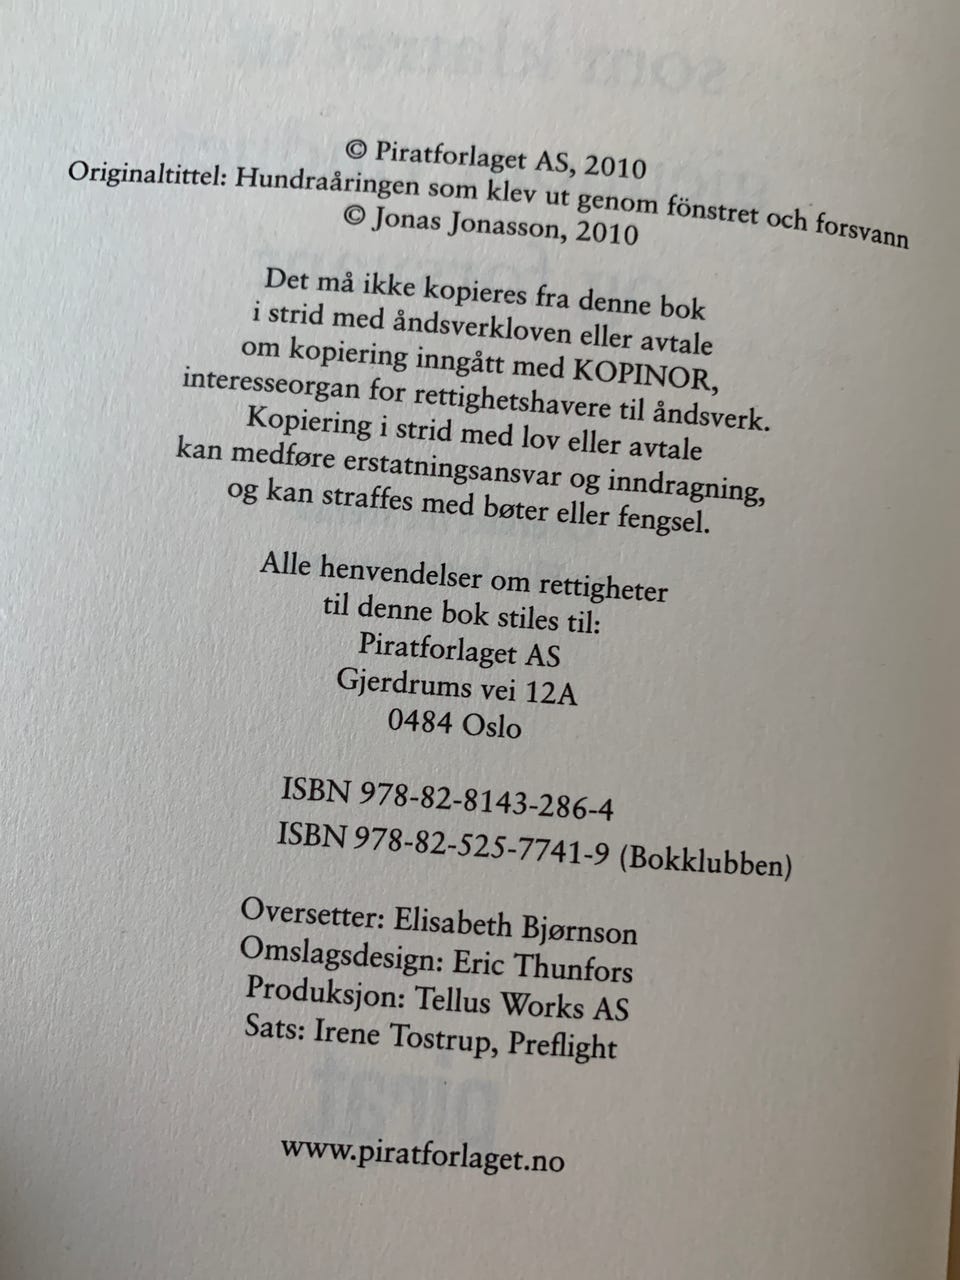 © Piratforlaget AS, 2010
Originaltittel: Hundraåringen som klev ut genom fönstret och forsvann
© Jonas Jonasson, 2010
Det må ikke kopieres fra denne bok
i strid med åndsverkloven eller avtale
om kopiering inngått med KOPINOR,
interesseorgan for rettighetshavere til åndsverk.
Kopiering i strid med lov eller avtale
kan medføre erstatningsansvar og inndragning,
og kan straffes med bøter eller fengsel.
Alle henvendelser om rettigheter
til denne bok stiles til:
Piratforlaget AS
Gjerdrums vei 12A
0484 Oslo
ISBN 978-82-8143-286-4
ISBN 978-82-525-7741-9 (Bokklubben)
Oversetter: Elisabeth Bjørnson
Omslagsdesign: Eric Thunfors
Produksjon: Tellus Works AS
Sats: Irene Tostrup, Preflight
www.piratforlaget.no